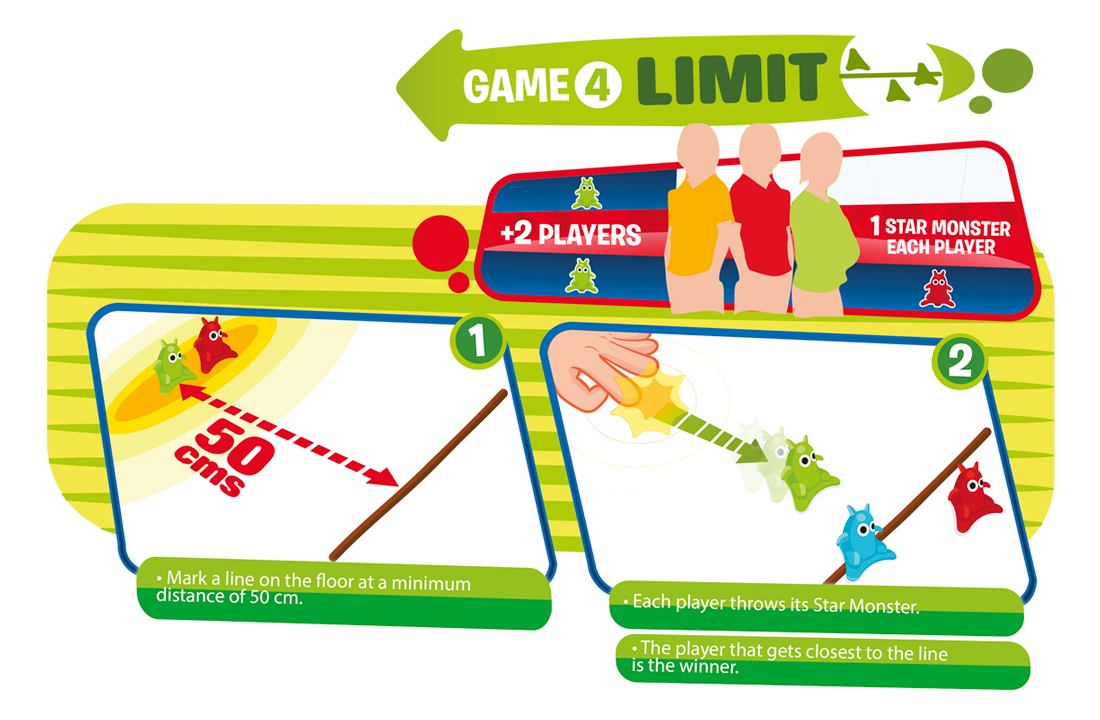 GAME 4 LIMIT
+2 PLAYERS
1 STAR MONSTER
EACH PLAYER
1
50
cms
• Mark a line on the floor at a minimum
distance of 50 cm.
2
• Each player throws its Star Monster.
• The player that gets closest to the line
is the winner.